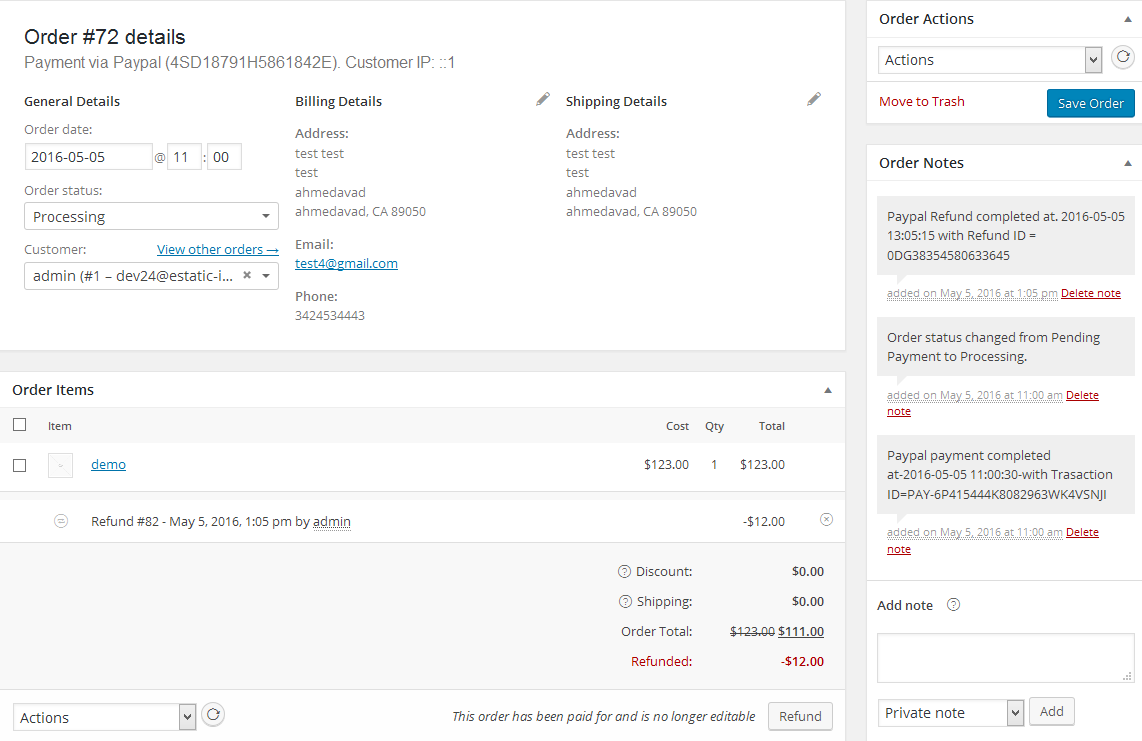 Order #72 details
Payment via Paypal (4SD18791H5861842E). Customer IP: ::1
General Details
Order date:
2016-05-05 @ 11 : 00
Order status:
Processing
Customer: View other orders →
admin (#1 – dev24@estatic-i... ×
Billing Details
Address:
test test
test
ahmedavad
ahmedavad, CA 89050
Email:
test4@gmail.com
Phone:
3424534443
Shipping Details
Address:
test test
test
ahmedavad
ahmedavad, CA 89050
Order Items
Item Cost Qty Total
demo $123.00 1 $123.00
Refund #82 - May 5, 2016, 1:05 pm by admin -$12.00
? Discount: $0.00
? Shipping: $0.00
Order Total: $123.00 $111.00
Refunded: -$12.00
Actions This order has been paid for and is no longer editable Refund
Order Actions
Actions
Move to Trash Save Order
Order Notes
Paypal Refund completed at. 2016-05-05
13:05:15 with Refund ID =
0DG38354580633645
added on May 5, 2016 at 1:05 pm Delete note
Order status changed from Pending
Payment to Processing.
added on May 5, 2016 at 11:00 am Delete
note
Paypal payment completed
at-2016-05-05 11:00:30-with Trasaction
ID=PAY-6P415444K8082963WK4VSNJI
added on May 5, 2016 at 11:00 am Delete
note
Add note ?
Private note Add